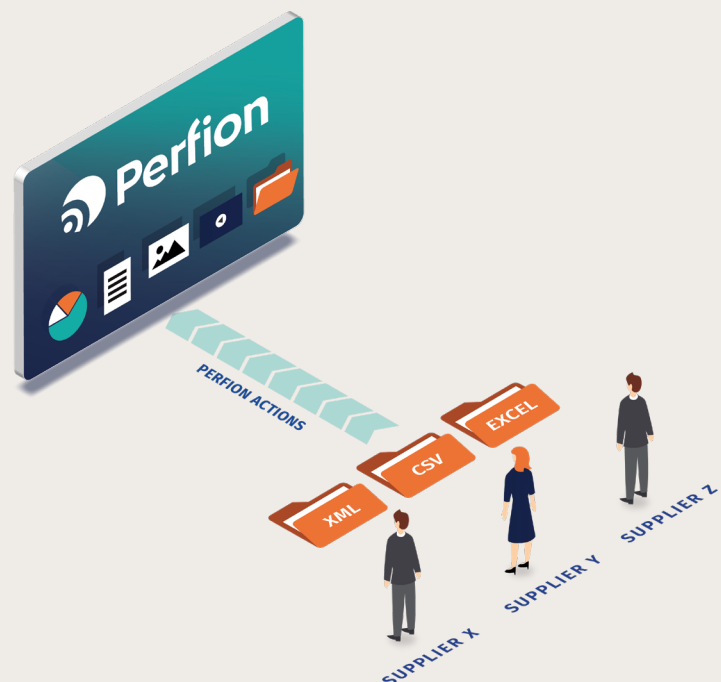 Perfion
PERFION ACTIONS
EXCEL
CSV
XML
SUPPLIER X
SUPPLIER Y
SUPPLIER Z